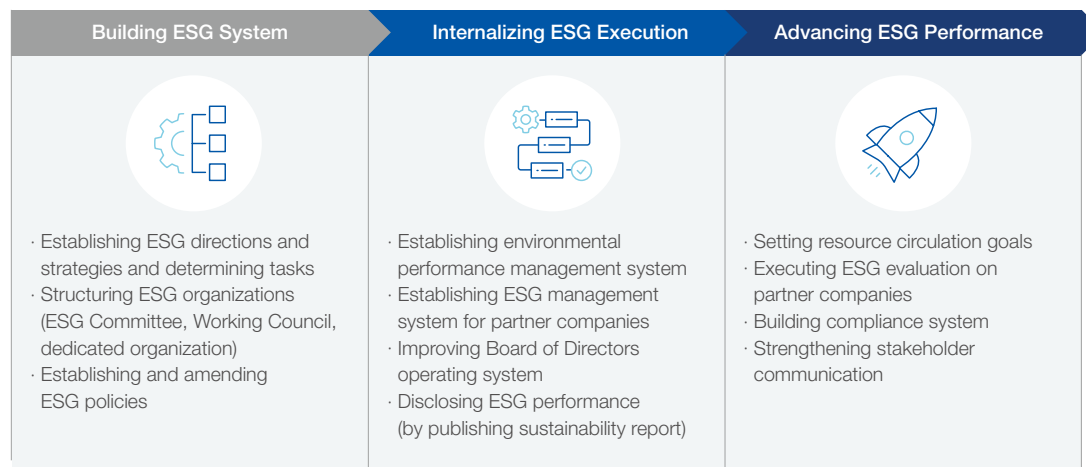 Building ESG System
Internalizing ESG Execution
Advancing ESG Performance
· Establishing ESG directions and
strategies and determining tasks
· Structuring ESG organizations
(ESG Committee, Working Council,
dedicated organization)
· Establishing and amending
ESG policies
· Establishing environmental
performance management system
· Establishing ESG management
system for partner companies
· Improving Board of Directors
operating system
· Disclosing ESG performance
(by publishing sustainability report)
· Setting resource circulation goals
· Executing ESG evaluation on
partner companies
· Building compliance system
· Strengthening stakeholder
communication